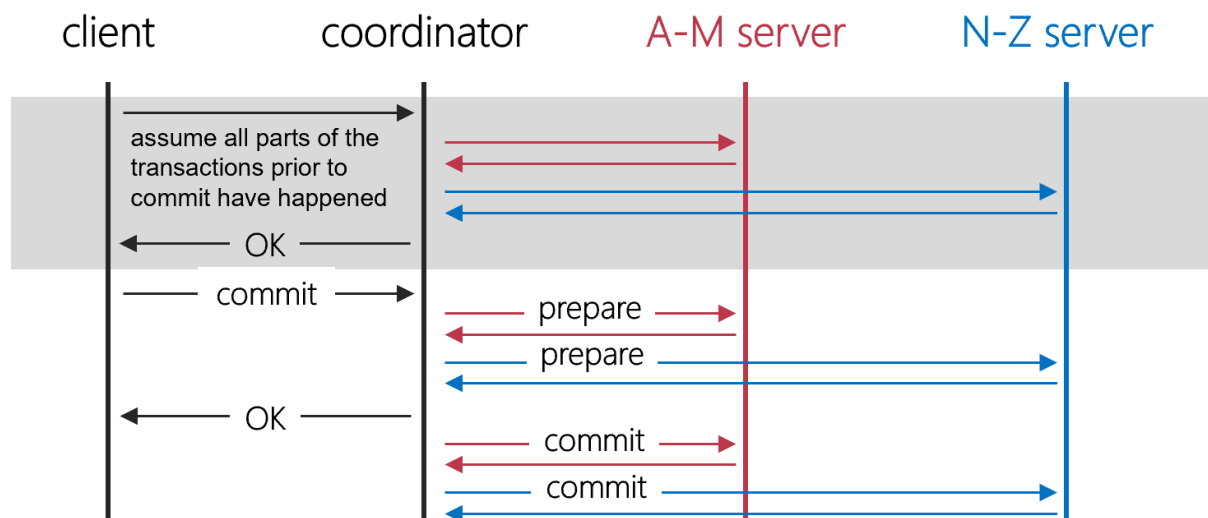 client coordinator A-M server N-Z server
assume all parts of the
transactions prior to
commit have happened
OK
commit
prepare
prepare
OK
commit
commit